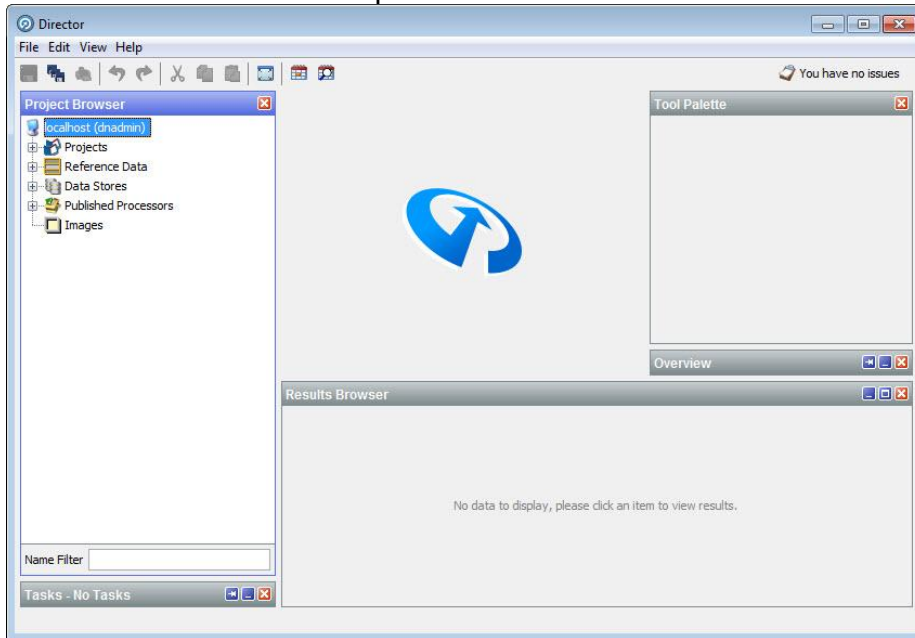 Director
File Edit View Help
You have no issues
Project Browser
localhost (dnadmin)
Projects
Reference Data
Data Stores
Published Processors
Images
Name Filter
Tasks - No Tasks
Tool Palette
Overview
Results Browser
No data to display, please click an item to view results.